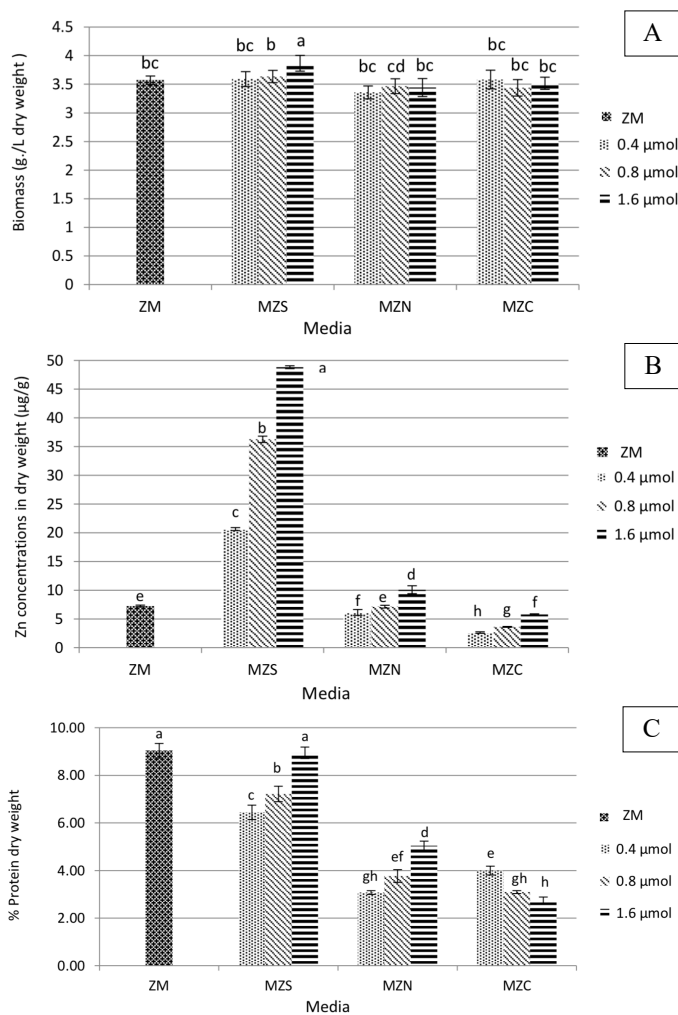 A
Biomass (g./L dry weight )
4.5
4
3.5
3
2.5
2
1.5
1
0.5
0
bc
bc
b
a
bc
cd
bc
bc
bc
bc
ZM
MZS
MZN
MZC
Media
ZM
0.4 µmol
0.8 µmol
1.6 µmol
B
Zn concentrations in dry weight (µg/g)
50
45
40
35
30
25
20
15
10
5
0
e
c
b
a
f
e
d
h
g
f
ZM
MZS
MZN
MZC
Media
ZM
0.4 µmol
0.8 µmol
1.6 µmol
C
% Protein dry weight
10.00
8.00
6.00
4.00
2.00
0.00
a
c
b
a
gh
ef
d
e
gh
h
ZM
MZS
MZN
MZC
Media
ZM
0.4 µmol
0.8 µmol
1.6 µmol